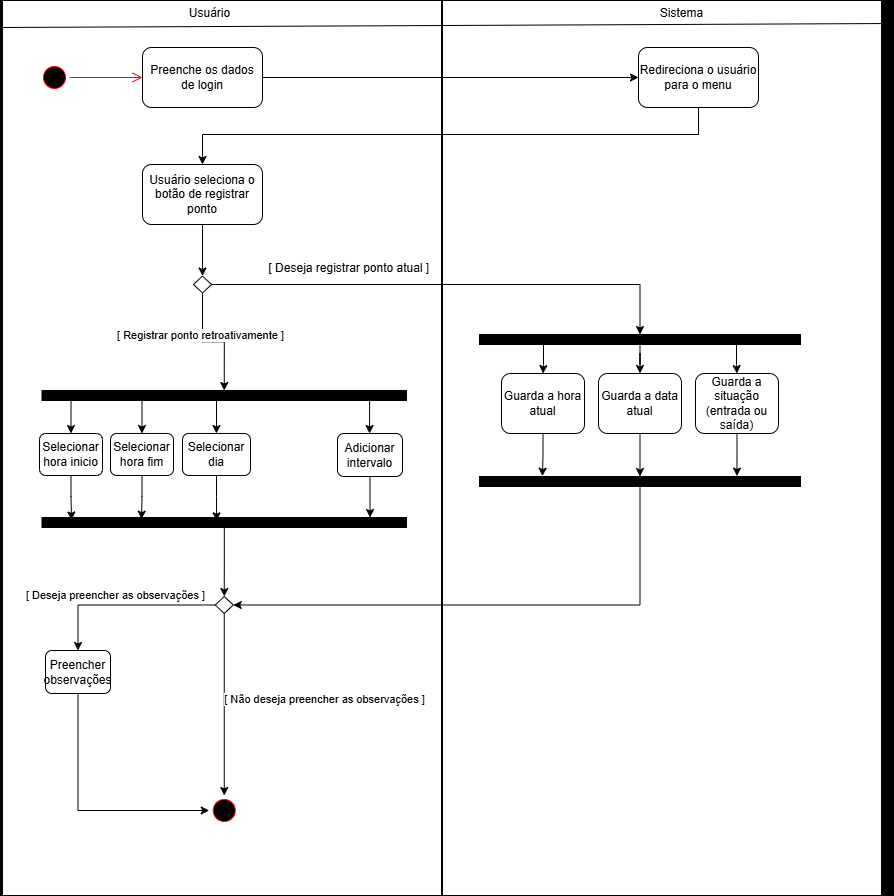 Usuário
Sistema
Preenche os dados
de login
Redireciona o usuário
para o menu
Usuário seleciona o
botão de registrar
ponto
[ Deseja registrar ponto atual ]
[ Registrar ponto retroativamente ]
Guarda a hora
atual
Guarda a data
atual
Guarda a
situação
(entrada ou
saída)
Selecionar
hora inicio
Selecionar
hora fim
Selecionar
dia
Adicionar
intervalo
[ Deseja preencher as observações ]
Preencher
observações
[ Não deseja preencher as observações ]